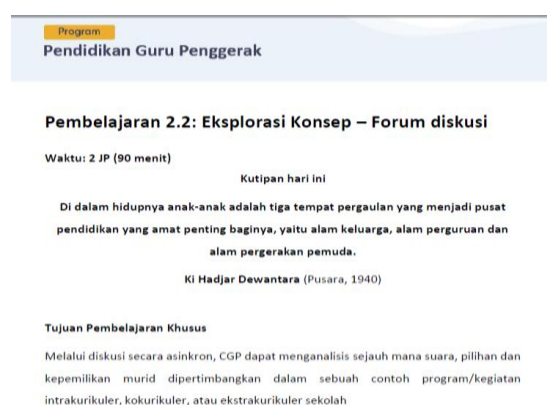 Program
Pendidikan Guru Penggerak
Pembelajaran 2.2: Eksplorasi Konsep – Forum diskusi
Waktu: 2 JP (90 menit)
Kutipan hari ini
Di dalam hidupnya anak-anak adalah tiga tempat pergaulan yang menjadi pusat
pendidikan yang amat penting baginya, yaitu alam keluarga, alam perguruan dan
alam pergerakan pemuda.
Ki Hadjar Dewantara (Pusara, 1940)
Tujuan Pembelajaran Khusus
Melalui diskusi secara asinkron, CGP dapat menganalisis sejauh mana suara, pilihan dan
kepemilikan murid dipertimbangkan dalam sebuah contoh program/kegiatan
intrakurikuler, kokurikuler, atau ekstrakurikuler sekolah